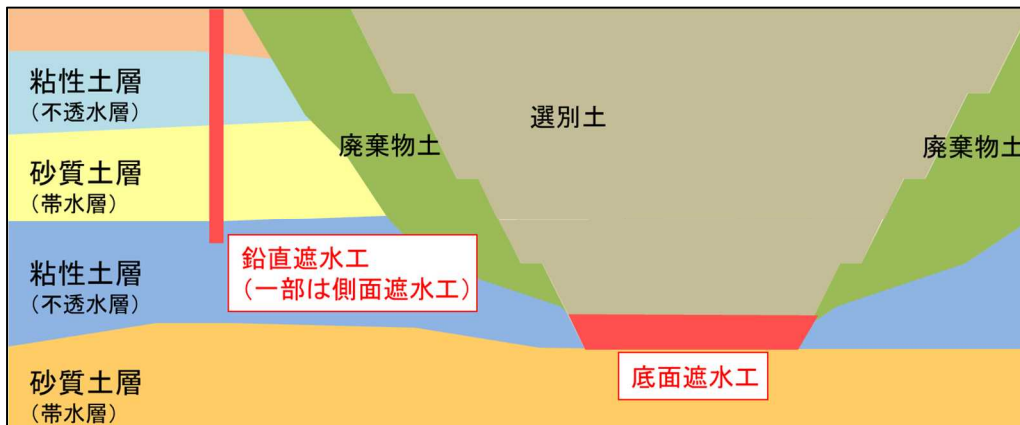 粘性土層
（不透水層）
砂質土層
（帯水層）
粘性土層
（不透水層）
砂質土層
（帯水層）
廃棄物土
選別土
廃棄物土
鉛直遮水工
（一部は側面遮水工）
底面遮水工